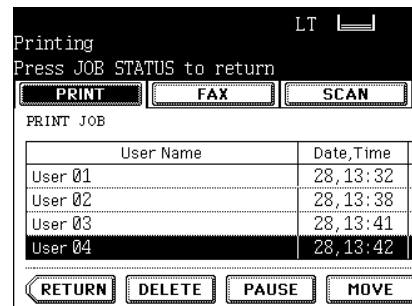 LT
Printing
Press JOB STATUS to return
PRINT FAX SCAN
PRINT JOB
User Name Date,Time
User 01 28,13:32
User 02 28,13:38
User 03 28,13:41
User 04 28,13:42
RETURN DELETE PAUSE MOVE